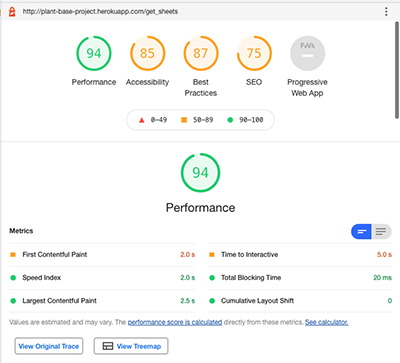 http://plant-base-project.herokuapp.com/get_sheets
94 85 87 75 PWA
Performance Accessibility Best Practices SEO Progressive Web App
0–49 50–89 90–100
94
Performance
Metrics
First Contentful Paint 2.0 s Time to Interactive 5.0 s
Speed Index 2.0 s Total Blocking Time 20 ms
Largest Contentful Paint 2.5 s Cumulative Layout Shift 0
Values are estimated and may vary. The performance score is calculated directly from these metrics. See calculator.
View Original Trace View Treemap